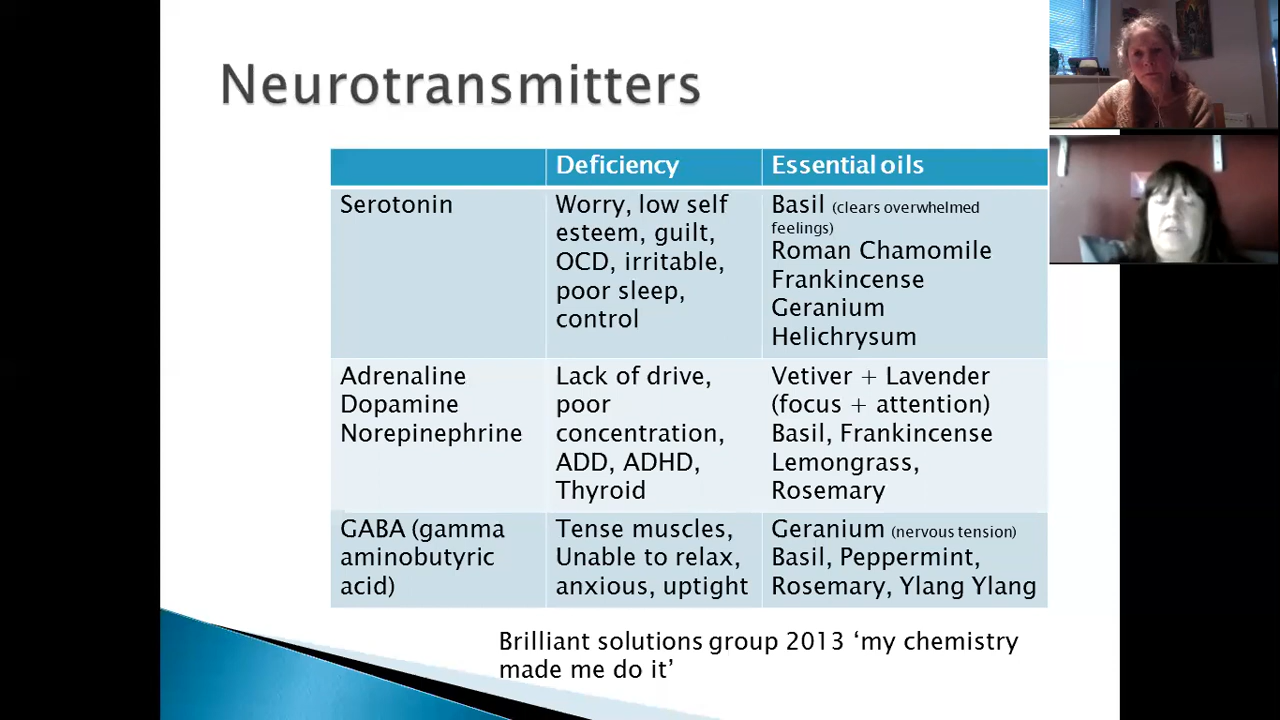 Neurotransmitters
Deficiency
Essential oils
Serotonin
Worry, low self
esteem, guilt,
OCD, irritable,
poor sleep,
control
Basil (clears overwhelmed
feelings)
Roman Chamomile
Frankincense
Geranium
Helichrysum
Adrenaline
Dopamine
Norepinephrine
Lack of drive,
poor
concentration,
ADD, ADHD,
Thyroid
Vetiver + Lavender
(focus + attention)
Basil, Frankincense
Lemongrass,
Rosemary
GABA (gamma
aminobutyric
acid)
Tense muscles,
Unable to relax,
anxious, uptight
Geranium (nervous tension)
Basil, Peppermint,
Rosemary, Ylang Ylang
Brilliant solutions group 2013 ‘my chemistry
made me do it’